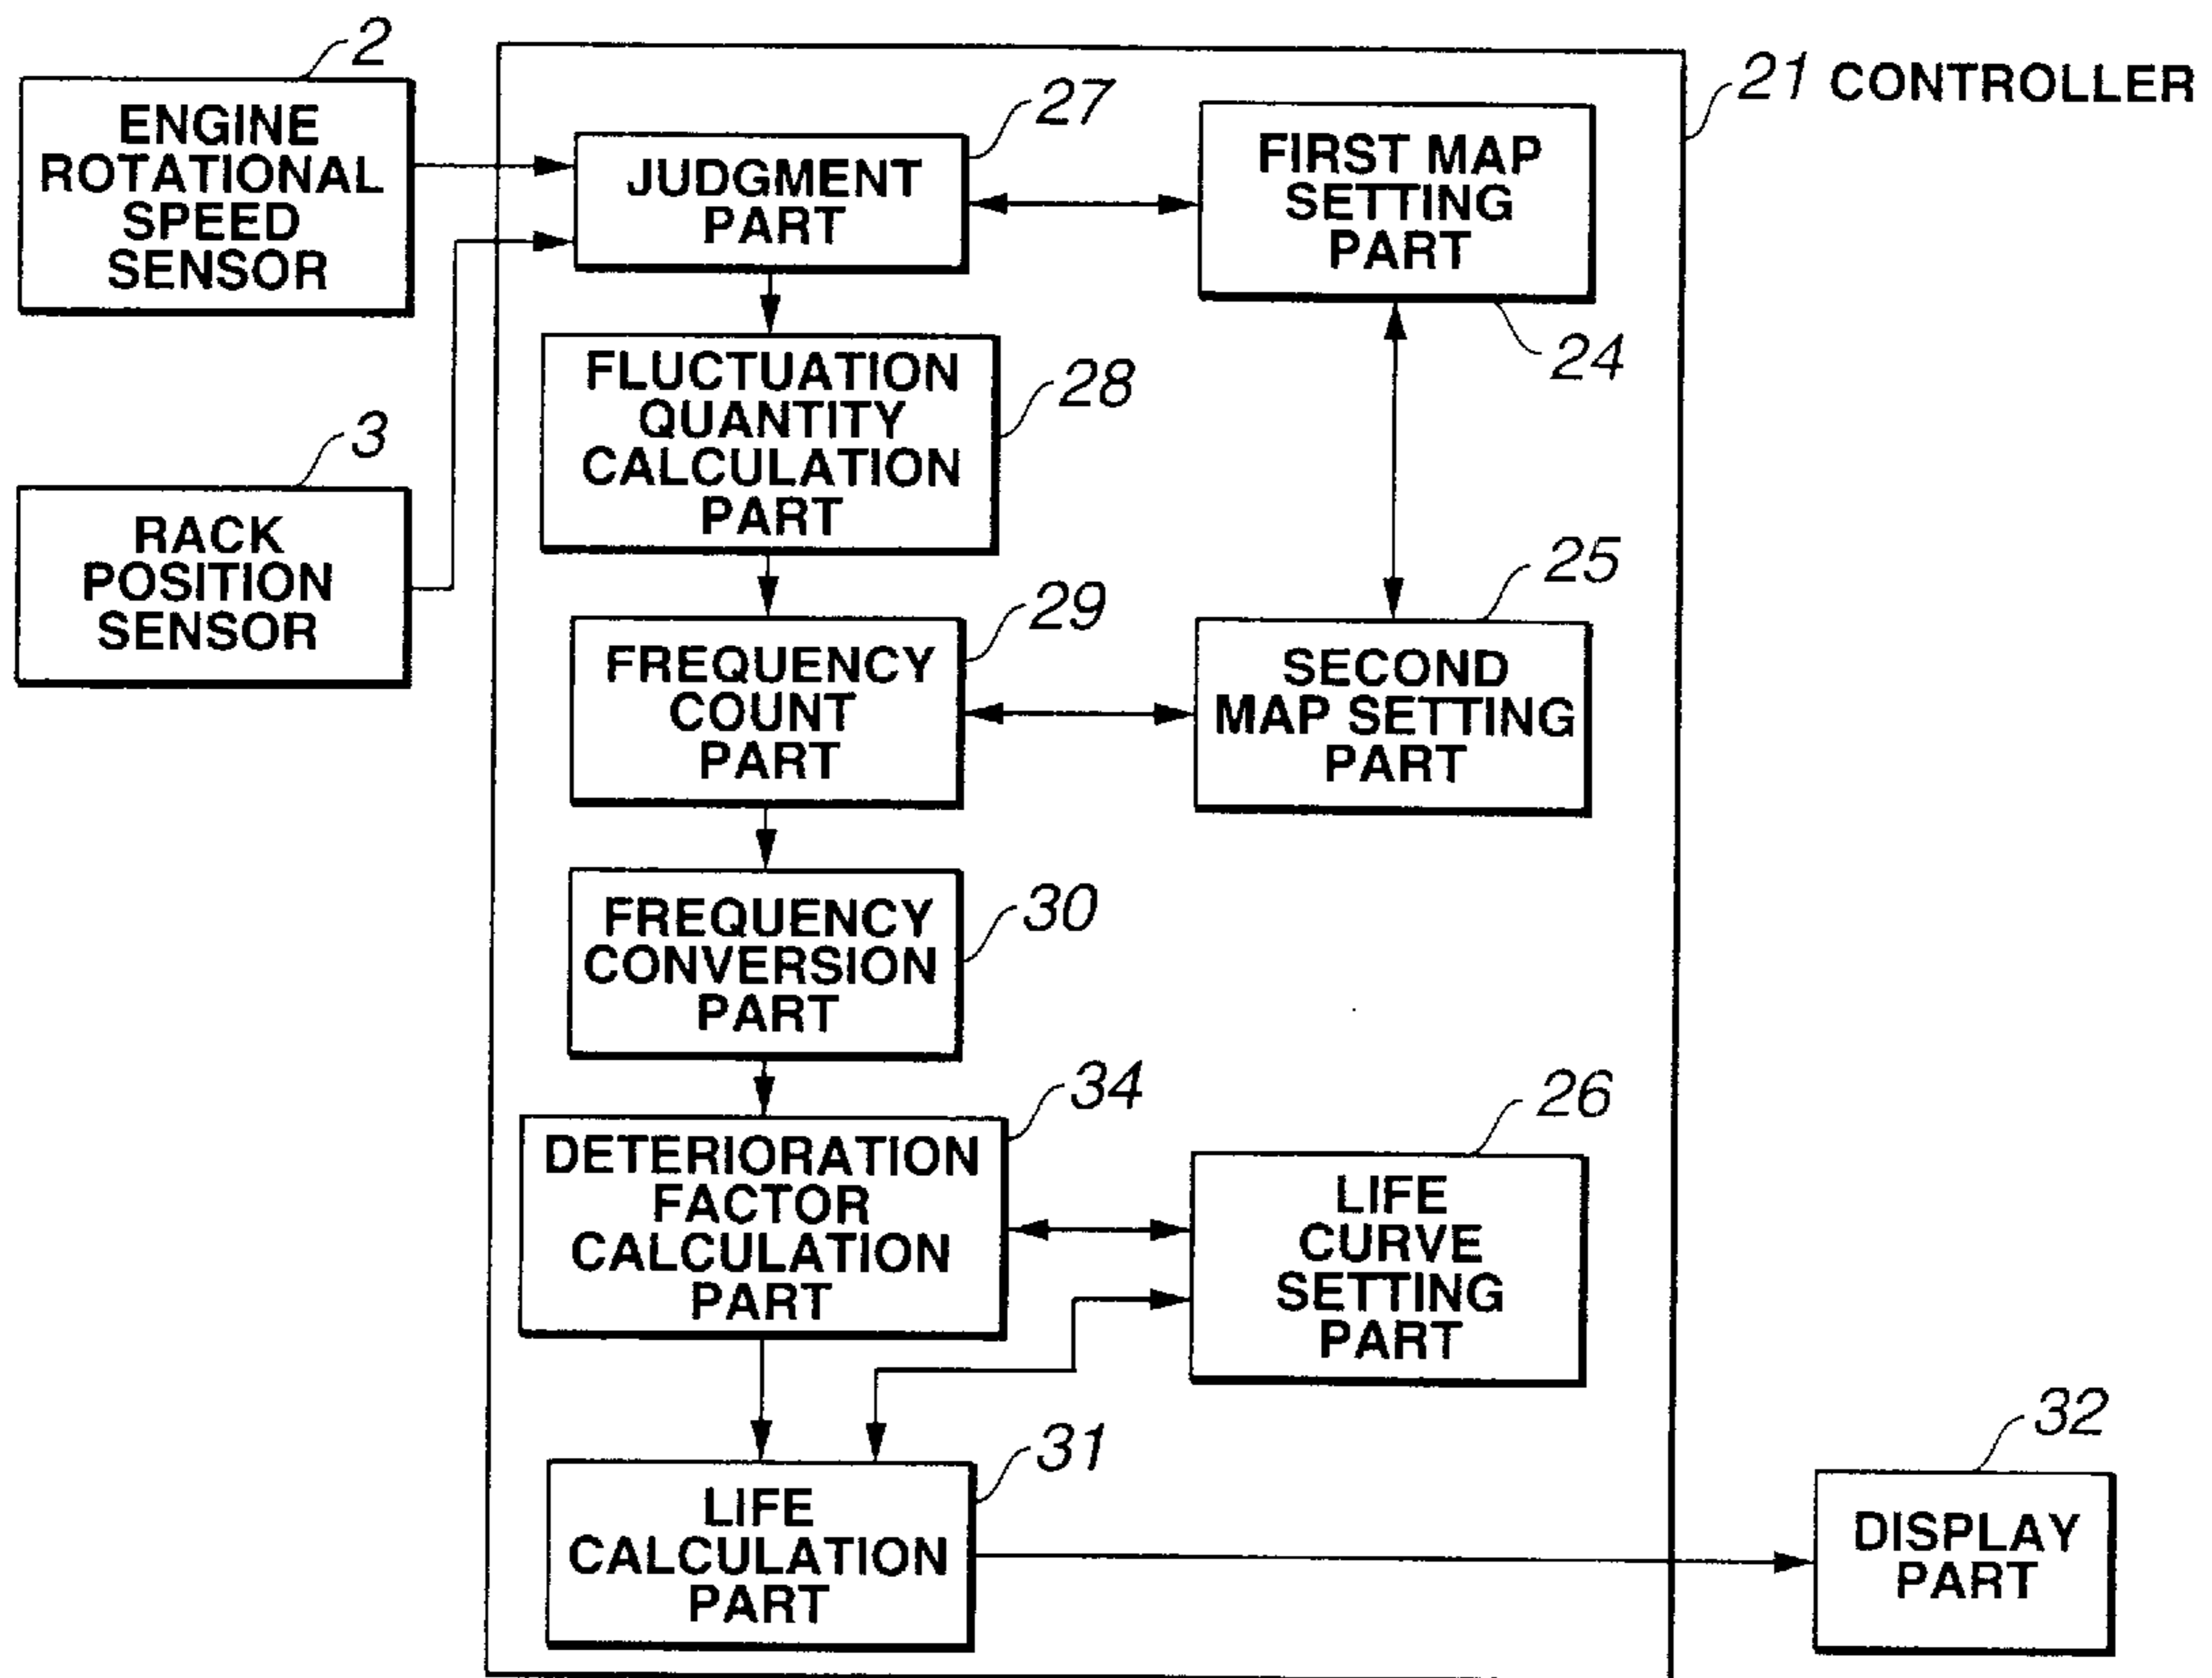 2
ENGINE
ROTATIONAL
SPEED
SENSOR
3
RACK
POSITION
SENSOR
21 CONTROLLER
27
JUDGMENT
PART
FIRST MAP
SETTING
PART
24
28
FLUCTUATION
QUANTITY
CALCULATION
PART
29
FREQUENCY
COUNT
PART
25
SECOND
MAP SETTING
PART
30
FREQUENCY
CONVERSION
PART
34
DETERIORATION
FACTOR
CALCULATION
PART
26
LIFE
CURVE
SETTING
PART
31
LIFE
CALCULATION
PART
32
DISPLAY
PART